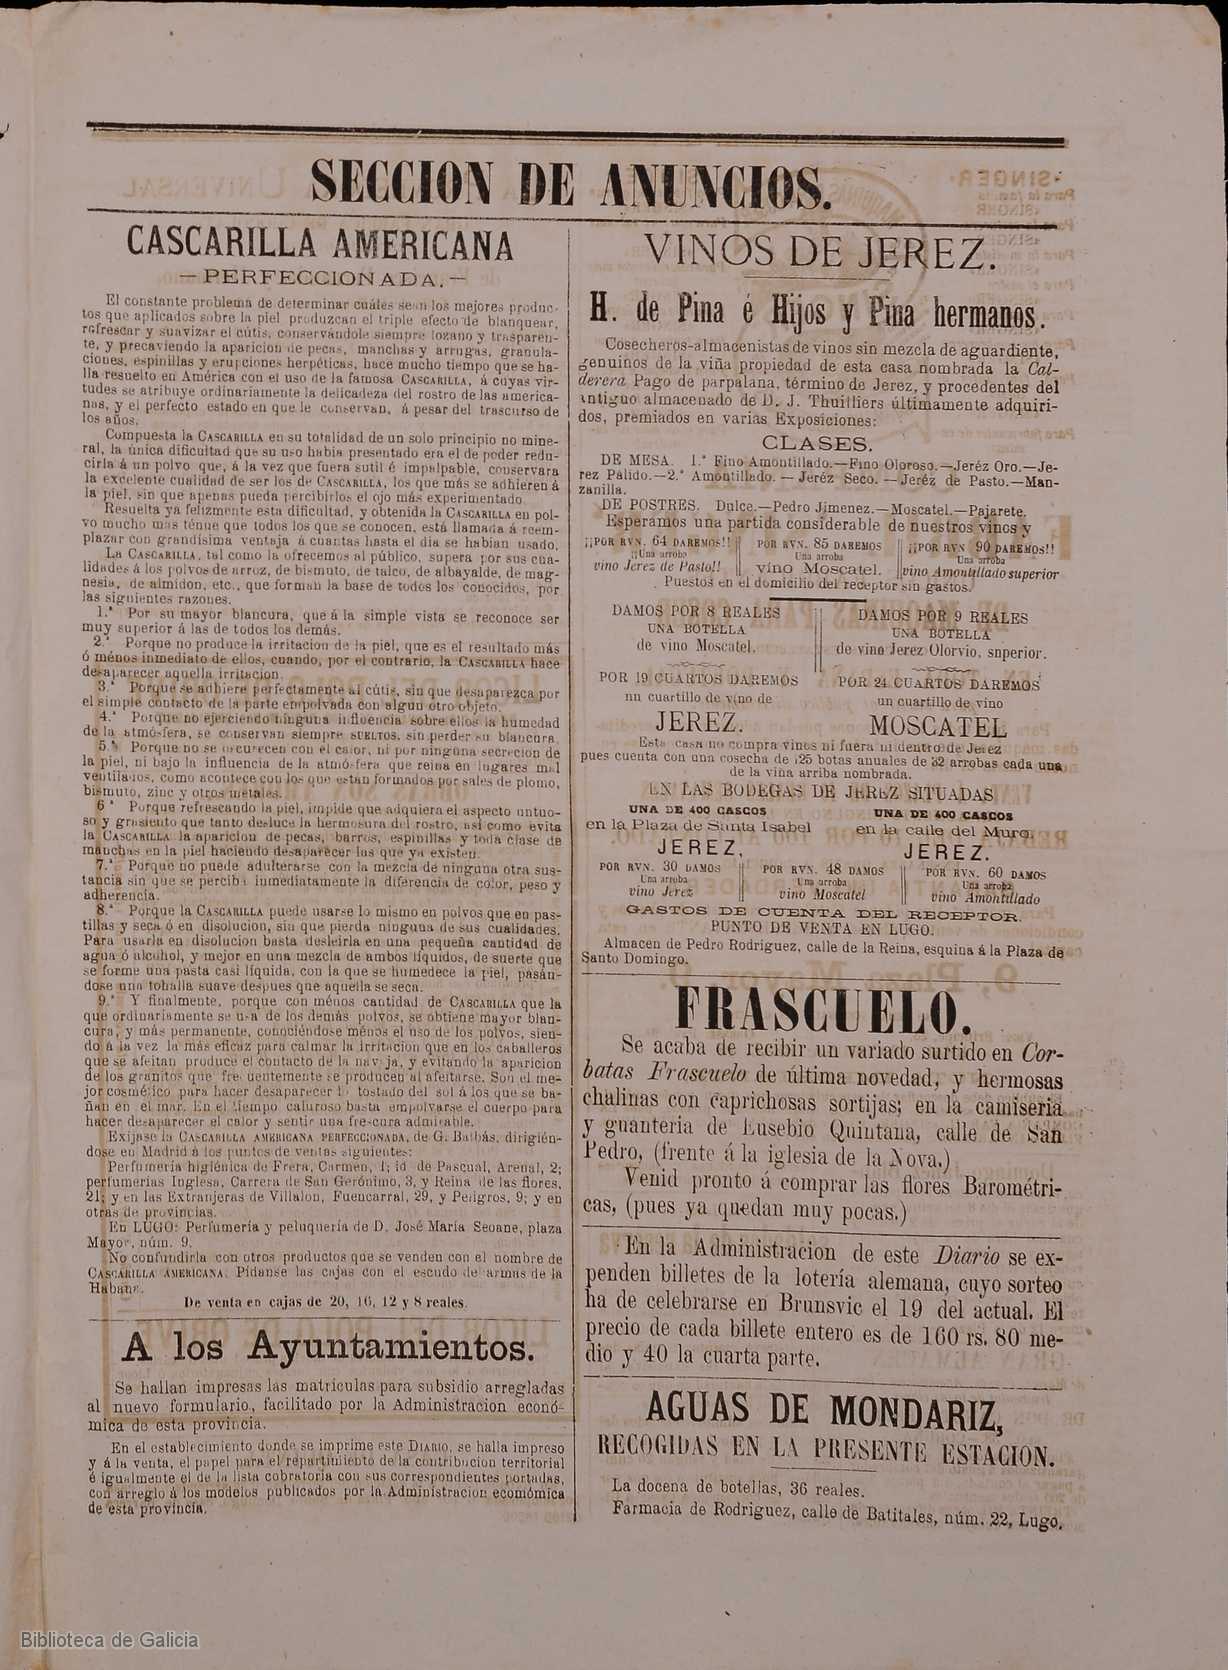 SECCION DE ANUNCIOS.
CASCARILLA AMERICANA
—PERFECCIONADA.—
El constante problema de determinar cuáles sean los mejores produc-
tos que aplicados sobre la piel produzcan el triple efecto de blanquear,
refrescar y suavizar el cútis, conservándole siempre lozano y trasparen-
te, y precaviendo la aparicion de pecas, manchas y arrugas, granula-
ciones, espinillas y erupciones herpéticas, hace mucho tiempo que se ha-
lla resuelto en América con el uso de la famosa CASCARILLA, á cuyas vir-
tudes se atribuye ordinariamente la delicadeza del rostro de las america-
nas, y el perfecto estado en que le conservan, á pesar del trascurso de
los años.
Compuesta la CASCARILLA en su totalidad de un solo principio no mine-
ral, la única dificultad que su uso habia presentado era el de poder redu-
cirla á un polvo que, á la vez que fuera sutil é impalpable, conservara
la excelente cualidad de ser los de CASCARILLA, los que más se adhieren á
la piel, sin que apenas pueda percibirlos el ojo más experimentado.
Resuelta ya felizmente esta dificultad, y obtenida la CASCARILLA en pol-
vo mucho mas ténue que todos los que se conocen, está llamada á reem-
plazar con grandísima ventaja á cuantas hasta el dia se habian usado.
La CASCARILLA, tal como la ofrecemos al público, supera por sus cua-
lidades á los polvos de arroz, de bismuto, de talco, de albayalde, de mag-
nesia, de almidon, etc., que forman la base de todos los conocidos, por
las siguientes razones.
1.ª Por su mayor blancura, que á la simple vista se reconoce ser
muy superior á las de todos los demás.
2.ª Porque no produce la irritacion de la piel, que es el resultado más
ó ménos inmediato de ellos, cuando, por el contrario, la CASCARILLA hace
desaparecer aquella irritacion.
3.ª Porque se adhiere perfectamente al cútis, sin que desaparezca por
el simple contacto de la parte empolvada con algun otro objeto.
4.ª Porque no ejerciendo ninguna influencia sobre ellos la humedad
de la atmósfera, se conservan siempre SUELTOS, sin perder su blancura.
5.ª Porque no se oscurecen con el calor, ni por ninguna secrecion de
la piel, ni bajo la influencia de la atmósfera que reina en lugares mal
ventilados, como acontece con los que están formados por sales de plomo,
bismuto, zinc y otros metales.
6.ª Porque refrescando la piel, impide que adquiera el aspecto untuo-
so y grasiento que tanto desluce la hermosura del rostro, así como evita
la CASCARILLA la aparicion de pecas, barros, espinillas y toda clase de
manchas en la piel haciendo desaparecer las que ya existen.
7.ª Porque no puede adulterarse con la mezcla de ninguna otra sus-
tancia sin que se perciba inmediatamente la diferencia de color, peso y
adherencia.
8.ª Porque la CASCARILLA puede usarse lo mismo en polvos que en pas-
tillas y seca ó en disolucion, sin que pierda ninguna de sus cualidades.
Para usarla en disolucion basta desleirla en una pequeña cantidad de
agua ó alcohol, y mejor en una mezcla de ambos líquidos, de suerte que
se forme una pasta casi líquida, con la que se humedece la piel, pasán-
dose una tohalla suave despues que aquella se seca.
9.ª Y finalmente, porque con ménos cantidad de CASCARILLA que la
que ordinariamente se usa de los demás polvos, se obtiene mayor blan-
cura, y más permanente, conociéndose ménos el uso de los polvos, sien-
do á la vez la más eficaz para calmar la irritacion que en los caballeros
que se afeitan produce el contacto de la navaja, y evitando la aparicion
de los granitos que frecuentemente se producen al afeitarse. Son el me-
jor cosmético para hacer desaparecer lo tostado del sol á los que se ba-
ñan en el mar. En el tiempo caluroso basta empolvarse el cuerpo para
hacer desaparecer el calor y sentir una frescura admirable.
Exíjase la CASCARILLA AMERICANA PERFECCIONADA, de G. Balbás, dirigién-
dose en Madrid á los puntos de ventas siguientes:
Perfumería higiénica de Frera, Carmen, 1; id. de Pascual, Arenal, 2;
perfumerias Inglesa, Carrera de San Gerónimo, 3, y Reina de las flores,
21; y en las Extranjeras de Villalon, Fuencarral, 29, y Peligros, 9; y en
otras de provincias.
En LUGO: Perfumería y peluquería de D. José María Seoane, plaza
Mayor, núm. 9.
No confundirla con otros productos que se venden con el nombre de
CASCARILLA AMERICANA: Pídanse las cajas con el escudo de armas de la
Habana.
De venta en cajas de 20, 16, 12 y 8 reales.
A los Ayuntamientos.
Se hallan impresas las matrículas para subsidio arregladas
al nuevo formulario, facilitado por la Administracion econó-
mica de esta provincia.
En el establecimiento donde se imprime este DIARIO, se halla impreso
y á la venta, el papel para el repartimiento de la contribucion territorial
é igualmente el de la lista cobratoria con sus correspondientes portadas,
con arreglo á los modelos publicados por la Administracion ecomómica
de esta provincia.
VINOS DE JEREZ.
H. de Pina é Hijos y Pina hermanos.
Cosecheros-almacenistas de vinos sin mezcla de aguardiente,
genuinos de la viña propiedad de esta casa nombrada la Cal-
derera Pago de parpalana, término de Jerez, y procedentes del
antiguo almacenado de D. J. Thuilliers últimamente adquiri-
dos, premiados en varias Exposiciones:
CLASES.
DE MESA. 1.ª Fino Amontillado.—Fino Oloroso.—Jeréz Oro.—Je-
rez Pálido.—2.ª Amontillado.—Jeréz Seco.—Jeréz de Pasto.—Man-
zanilla.
DE POSTRES. Dulce.—Pedro Jimenez.—Moscatel.—Pajarete.
Esperamos una partida considerable de nuestros vinos y
¡¡POR RVN. 64 DAREMOS!!
¡¡Una arroba
vino Jerez de Pasto!!
POR RVN. 85 DAREMOS
Una arroba
vino Moscatel.
¡¡POR RVN 90 DAREMOS!!
Una arroba
vino Amontillado superior
Puestos en el domicilio del receptor sin gastos.
DAMOS POR 8 REALES
UNA BOTELLA
de vino Moscatel.
DAMOS POR 9 REALES
UNA BOTELLA
de vino Jerez Olorvio, snperior.
POR 19 CUARTOS DAREMOS
un cuartillo de vino de
JEREZ.
POR 24 CUARTOS DAREMOS
un cuartillo de vino
MOSCATEL
Esta casa no compra vinos ni fuera ni dentro de Jerez
pues cuenta con una cosecha de 125 botas anuales de 32 arrobas cada una
de la viña arriba nombrada.
EN LAS BODEGAS DE JEREZ SITUADAS
UNA DE 400 CASCOS
en la Plaza de Santa Isabel
JEREZ.
UNA DE 400 CASCOS
en la calle del Muro.
JEREZ.
POR RVN. 30 DAMOS
Una arroba
vino Jerez
POR RVN. 48 DAMOS
Una arroba
vino Moscatel
POR RVN. 60 DAMOS
Una arroba
vino Amontillado
GASTOS DE CUENTA DEL RECEPTOR.
PUNTO DE VENTA EN LUGO.
Almacen de Pedro Rodriguez, calle de la Reina, esquina á la Plaza de
Santo Domingo.
FRASCUELO.
Se acaba de recibir un variado surtido en Cor-
batas Frascuelo de última novedad, y hermosas
chalinas con caprichosas sortijas; en la camiseria
y guanteria de Eusebio Quintana, calle de San
Pedro, (frente á la iglesia de la Nova.)
Venid pronto á comprar las flores Barométri-
cas, (pues ya quedan muy pocas.)
En la Administracion de este Diario se ex-
penden billetes de la lotería alemana, cuyo sorteo
ha de celebrarse en Brunsvic el 19 del actual. El
precio de cada billete entero es de 160 rs. 80 me-
dio y 40 la cuarta parte.
AGUAS DE MONDARIZ,
RECOGIDAS EN LA PRESENTE ESTACION.
La docena de botellas, 36 reales.
Farmacia de Rodriguez, calle de Batitales, núm. 22, Lugo.
Biblioteca de Galicia